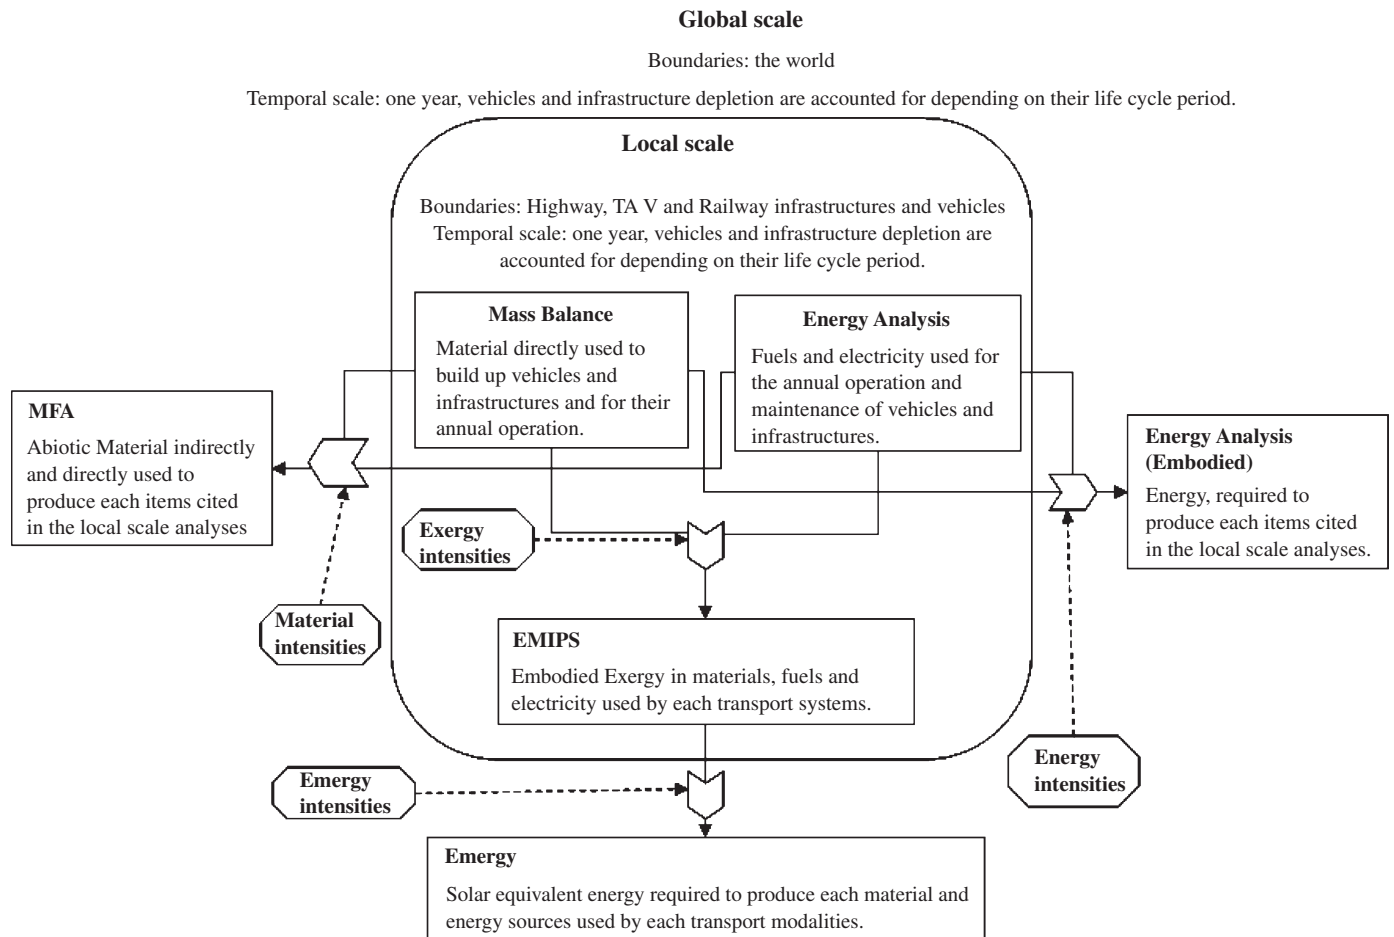 Global scale
Boundaries: the world
Temporal scale: one year, vehicles and infrastructure depletion are accounted for depending on their life cycle period.
Local scale
Boundaries: Highway, TA V and Railway infrastructures and vehicles
Temporal scale: one year, vehicles and infrastructure depletion are
accounted for depending on their life cycle period.
Mass Balance
Material directly used to
build up vehicles and
infrastructures and for their
annual operation.
Energy Analysis
Fuels and electricity used for
the annual operation and
maintenance of vehicles and
infrastructures.
MFA
Abiotic Material indirectly
and directly used to
produce each items cited
in the local scale analyses
Energy Analysis
(Embodied)
Energy, required to
produce each items cited
in the local scale analyses.
Exergy
intensities
Material
intensities
EMIPS
Embodied Exergy in materials, fuels and
electricity used by each transport systems.
Emergy
intensities
Energy
intensities
Emergy
Solar equivalent energy required to produce each material and
energy sources used by each transport modalities.